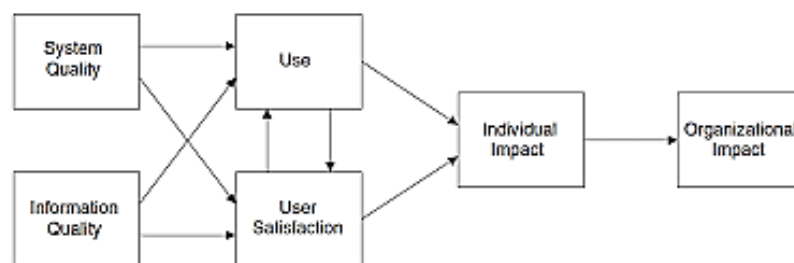 System
Quality
Use
Individual
Impact
Organizational
Impact
Information
Quality
User
Satisfaction